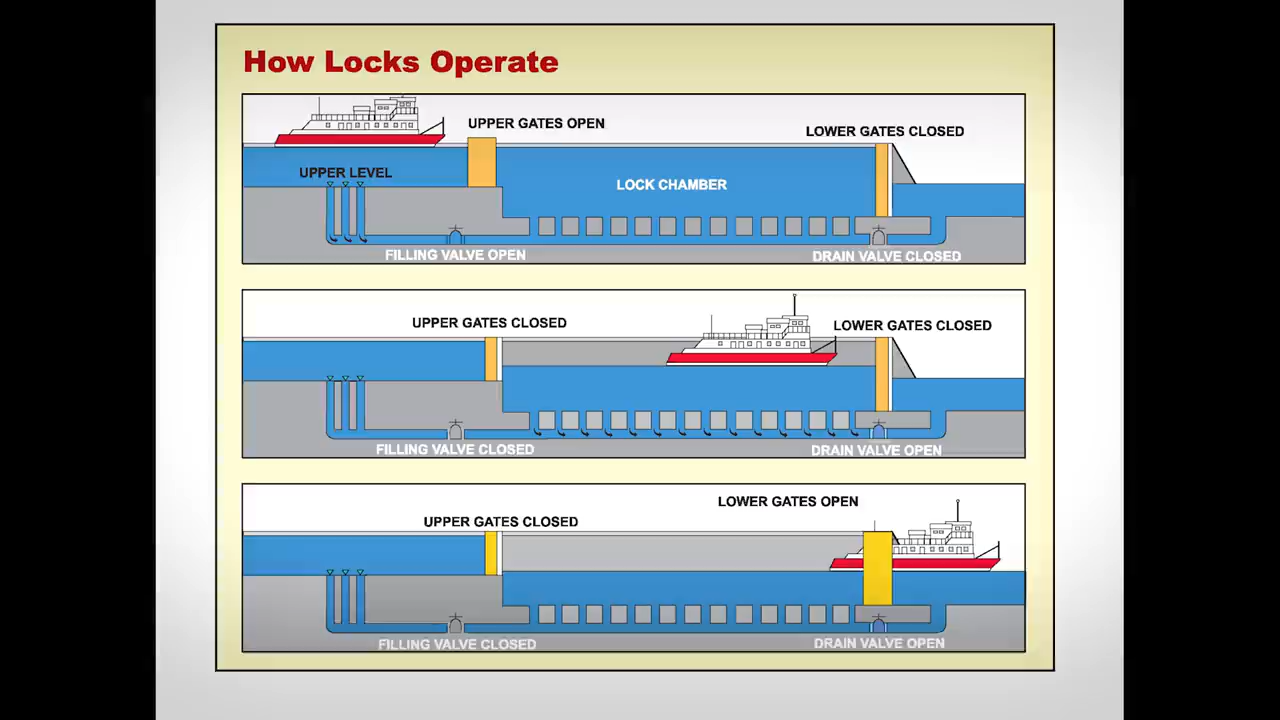 How Locks Operate
UPPER GATES OPEN
LOWER GATES CLOSED
UPPER LEVEL
LOCK CHAMBER
FILLING VALVE OPEN
DRAIN VALVE CLOSED
UPPER GATES CLOSED
LOWER GATES CLOSED
FILLING VALVE CLOSED
DRAIN VALVE OPEN
LOWER GATES OPEN
UPPER GATES CLOSED
FILLING VALVE CLOSED
DRAIN VALVE OPEN